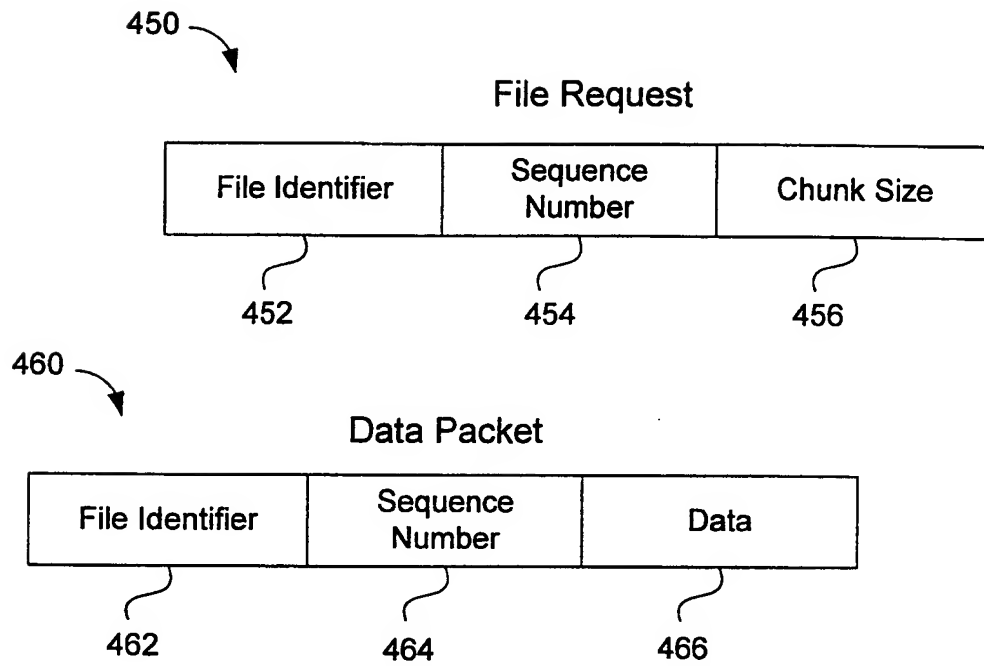 450
File Request
File Identifier
Sequence
Number
Chunk Size
452
454
456
460
Data Packet
File Identifier
Sequence
Number
Data
462
464
466